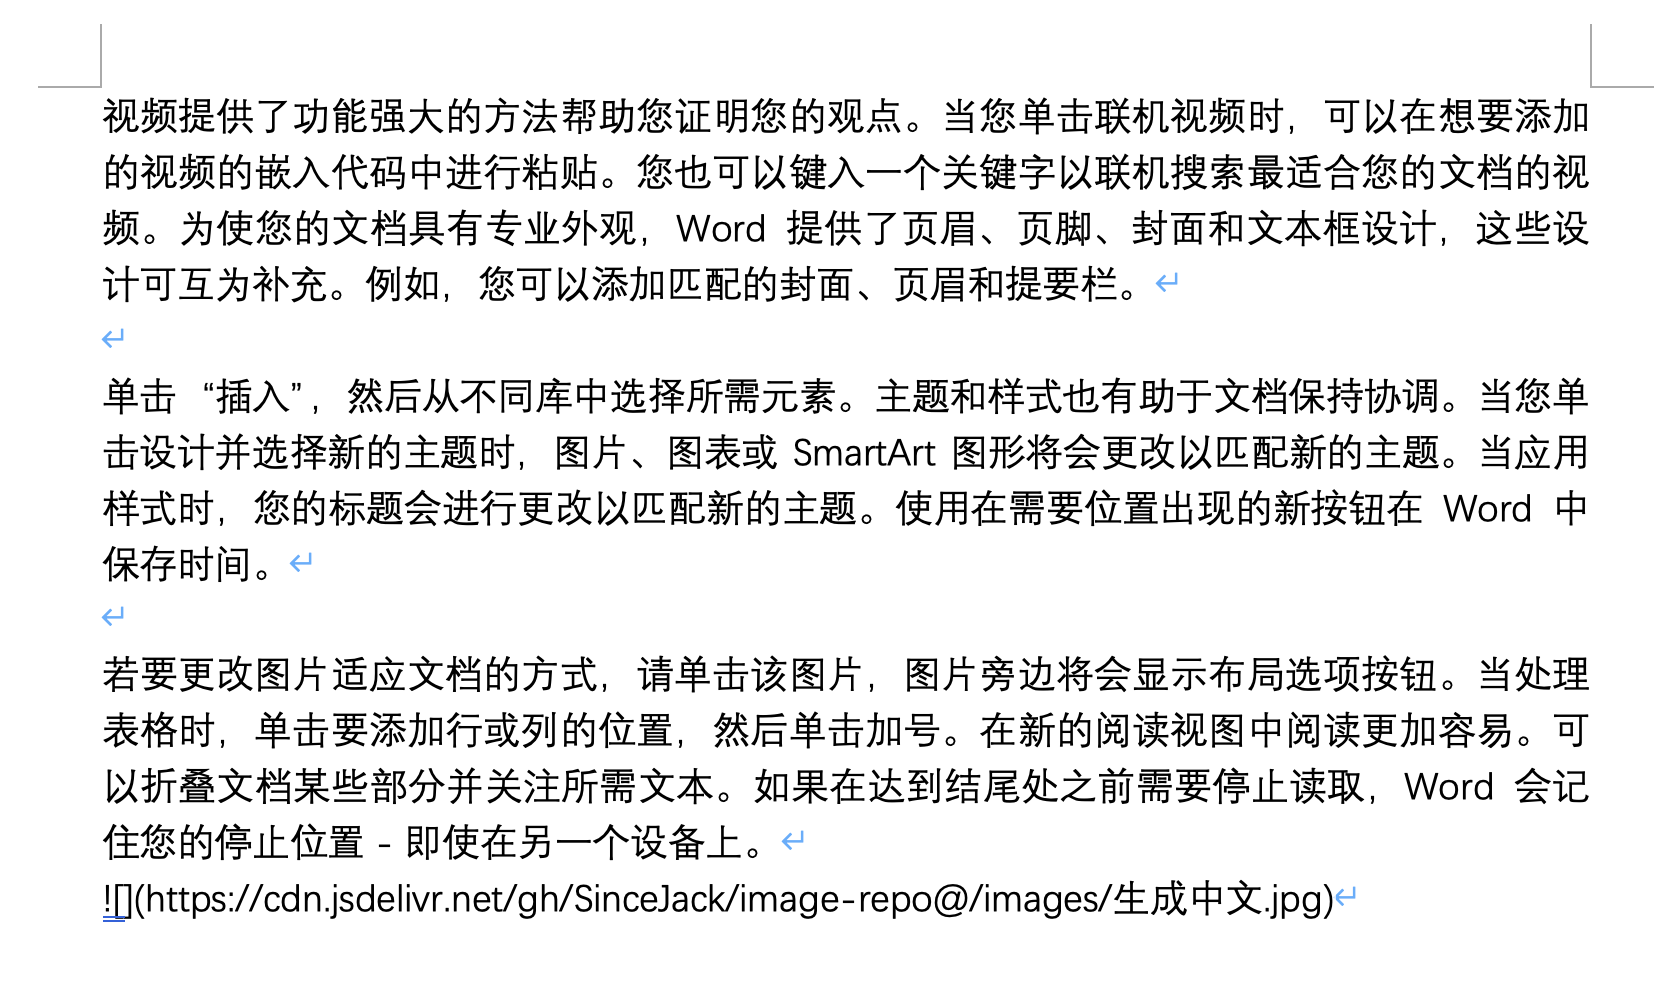 视频提供了功能强大的方法帮助您证明您的观点。当您单击联机视频时，可以在想要添加
的视频的嵌入代码中进行粘贴。您也可以键入一个关键字以联机搜索最适合您的文档的视
频。为使您的文档具有专业外观，Word 提供了页眉、页脚、封面和文本框设计，这些设
计可互为补充。例如，您可以添加匹配的封面、页眉和提要栏。↵
↵
单击 “插入”，然后从不同库中选择所需元素。主题和样式也有助于文档保持协调。当您单
击设计并选择新的主题时，图片、图表或 SmartArt 图形将会更改以匹配新的主题。当应用
样式时，您的标题会进行更改以匹配新的主题。使用在需要位置出现的新按钮在 Word 中
保存时间。↵
↵
若要更改图片适应文档的方式，请单击该图片，图片旁边将会显示布局选项按钮。当处理
表格时，单击要添加行或列的位置，然后单击加号。在新的阅读视图中阅读更加容易。可
以折叠文档某些部分并关注所需文本。如果在达到结尾处之前需要停止读取，Word 会记
住您的停止位置 - 即使在另一个设备上。↵
![](https://cdn.jsdelivr.net/gh/SinceJack/image-repo@/images/生成中文.jpg)↵